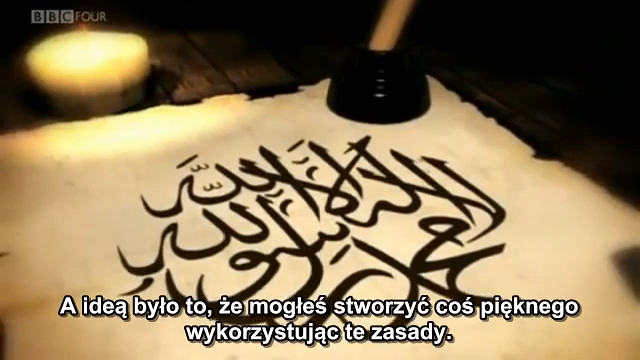 BBC FOUR
لا إله إلا الله
محمد رسول الله
A ideą było to, że mogłeś stworzyć coś pięknego
wykorzystując te zasady.